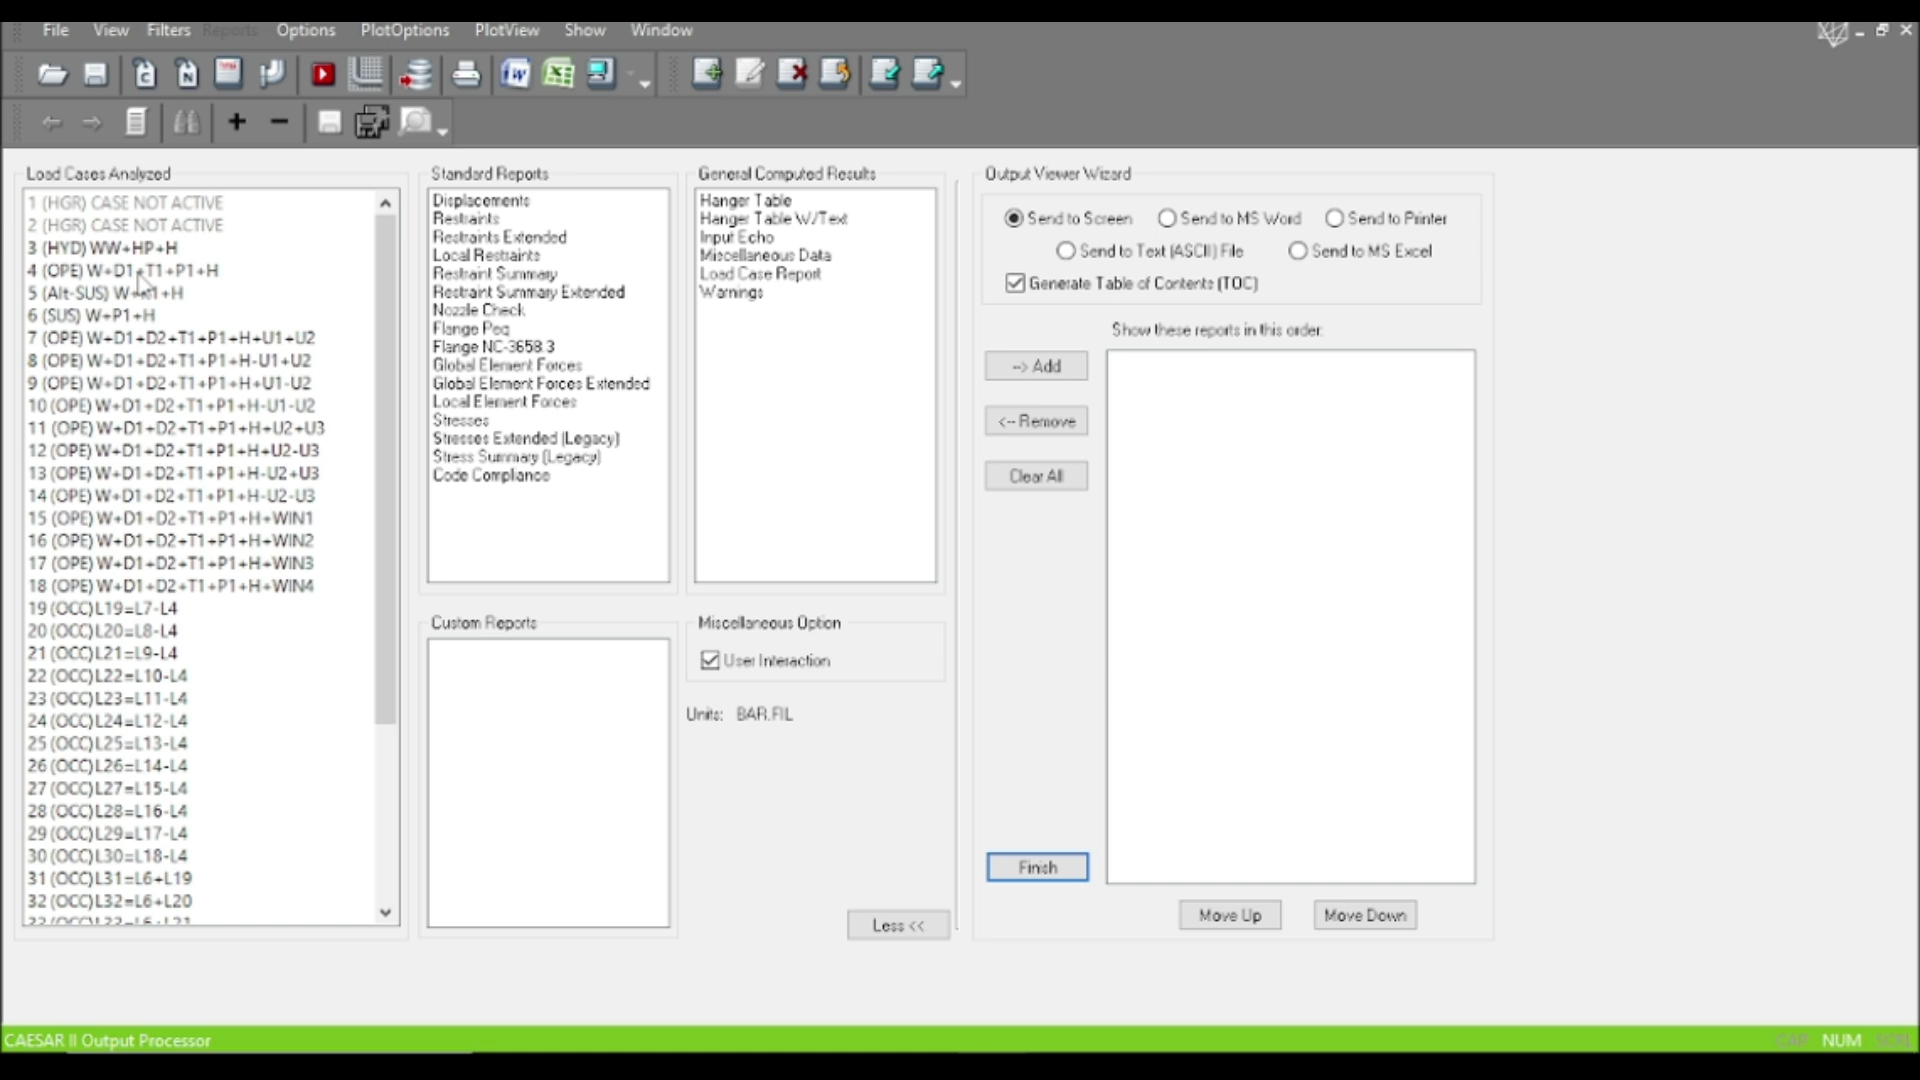 File View Filters Reports Options PlotOptions PlotView Show Window
Load Cases Analyzed
1 (HGR) CASE NOT ACTIVE
2 (HGR) CASE NOT ACTIVE
3 (HYD) WW+HP+H
4 (OPE) W+D1+T1+P1+H
5 (Alt-SUS) W+P1+H
6 (SUS) W+P1+H
7 (OPE) W+D1+D2+T1+P1+H+U1+U2
8 (OPE) W+D1+D2+T1+P1+H-U1+U2
9 (OPE) W+D1+D2+T1+P1+H+U1-U2
10 (OPE) W+D1+D2+T1+P1+H-U1-U2
11 (OPE) W+D1+D2+T1+P1+H+U2+U3
12 (OPE) W+D1+D2+T1+P1+H+U2-U3
13 (OPE) W+D1+D2+T1+P1+H-U2+U3
14 (OPE) W+D1+D2+T1+P1+H-U2-U3
15 (OPE) W+D1+D2+T1+P1+H+WIN1
16 (OPE) W+D1+D2+T1+P1+H+WIN2
17 (OPE) W+D1+D2+T1+P1+H+WIN3
18 (OPE) W+D1+D2+T1+P1+H+WIN4
19 (OCC) L19=L7-L4
20 (OCC) L20=L8-L4
21 (OCC) L21=L9-L4
22 (OCC) L22=L10-L4
23 (OCC) L23=L11-L4
24 (OCC) L24=L12-L4
25 (OCC) L25=L13-L4
26 (OCC) L26=L14-L4
27 (OCC) L27=L15-L4
28 (OCC) L28=L16-L4
29 (OCC) L29=L17-L4
30 (OCC) L30=L18-L4
31 (OCC) L31=L6+L19
32 (OCC) L32=L6+L20
33 (OCC) L33=L6+L21
Standard Reports
Displacements
Restraints
Restraints Extended
Local Restraints
Restraint Summary
Restraint Summary Extended
Nozzle Check
Flange Peq
Flange NC-3658.3
Global Element Forces
Global Element Forces Extended
Local Element Forces
Stresses
Stresses Extended (Legacy)
Stress Summary (Legacy)
Code Compliance
Custom Reports
General Computed Results
Hanger Table
Hanger Table W/Text
Input Echo
Miscellaneous Data
Load Case Report
Warnings
Miscellaneous Option
User Interaction
Units: BAR.FIL
Less <<
Output Viewer Wizard
Send to Screen Send to MS Word Send to Printer
Send to Text (ASCII) File Send to MS Excel
Generate Table of Contents (TOC)
Show these reports in this order:
--> Add
<-- Remove
Clear All
Finish
Move Up Move Down
CAESAR II Output Processor
CAP NUM SCRL